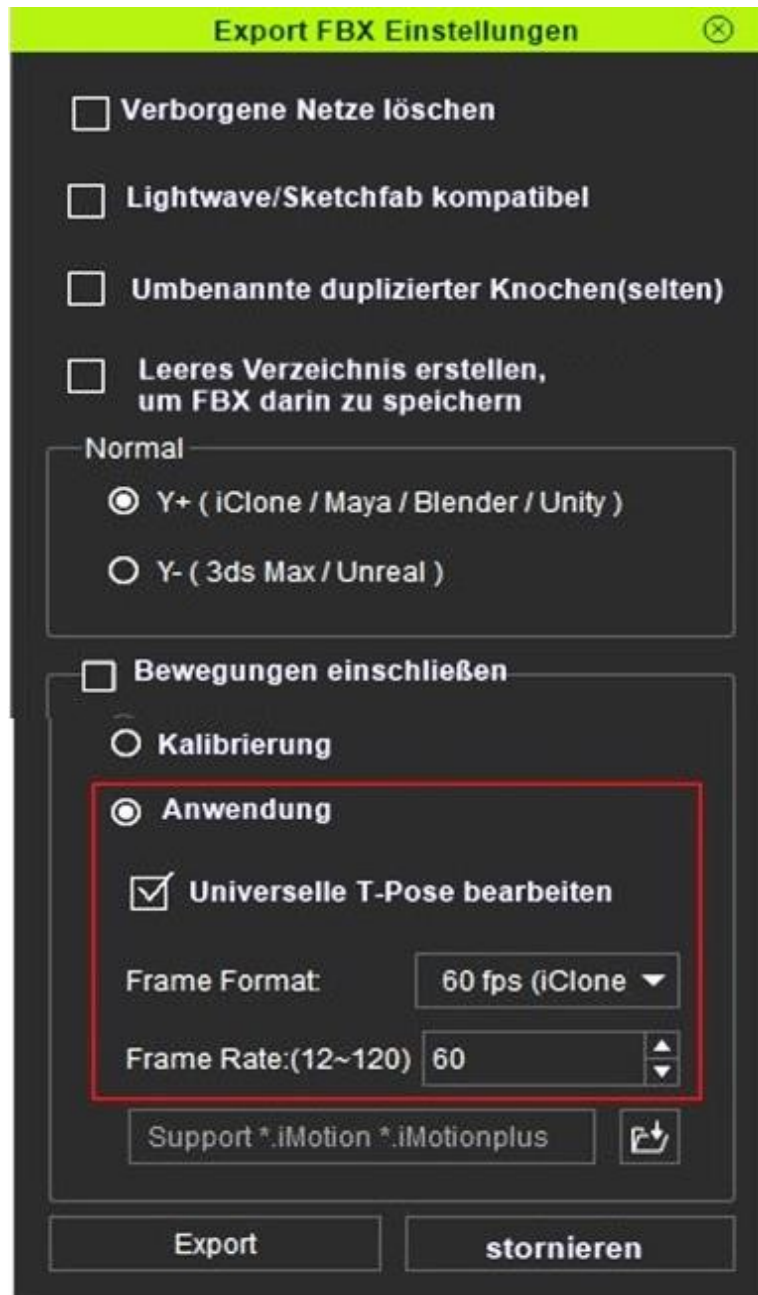 Export FBX Einstellungen
Verborgene Netze löschen
Lightwave/Sketchfab kompatibel
Umbenannte duplizierter Knochen(selten)
Leeres Verzeichnis erstellen,
um FBX darin zu speichern
Normal
Y+ ( iClone / Maya / Blender / Unity )
Y- ( 3ds Max / Unreal )
Bewegungen einschließen
Kalibrierung
Anwendung
Universelle T-Pose bearbeiten
Frame Format: 60 fps (iClone
Frame Rate:(12~120) 60
Support *.iMotion *.iMotionplus
Export stornieren